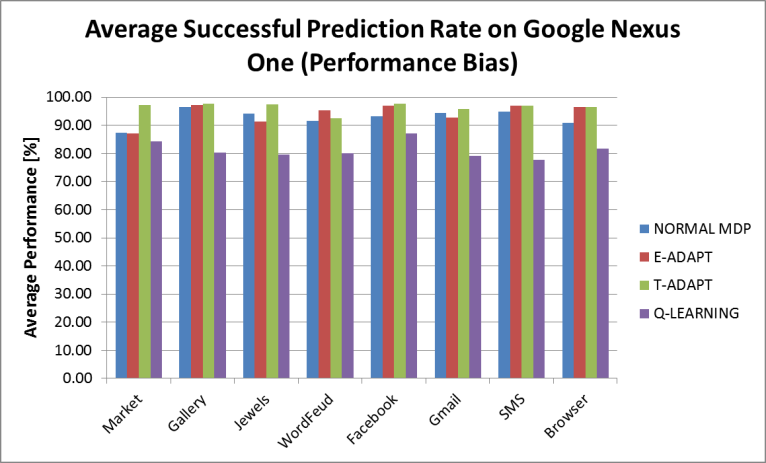 Average Successful Prediction Rate on Google Nexus
One (Performance Bias)
Average Performance [%]
100.00
90.00
80.00
70.00
60.00
50.00
40.00
30.00
20.00
10.00
0.00
Market
Gallery
Jewels
WordFeud
Facebook
Gmail
SMS
Browser
NORMAL MDP
E-ADAPT
T-ADAPT
Q-LEARNING